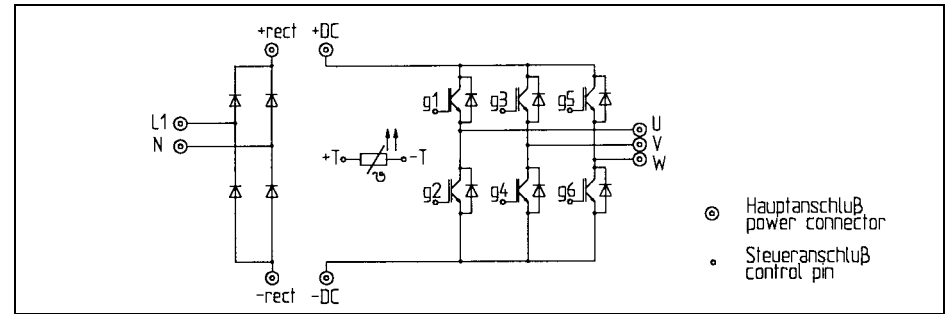 +rect +DC
g1 g3 g5
L1
N
U
V
W
+T -T
ϑ
g2 g4 g6
Hauptanschluß
power connector
Steueranschluß
control pin
-rect -DC